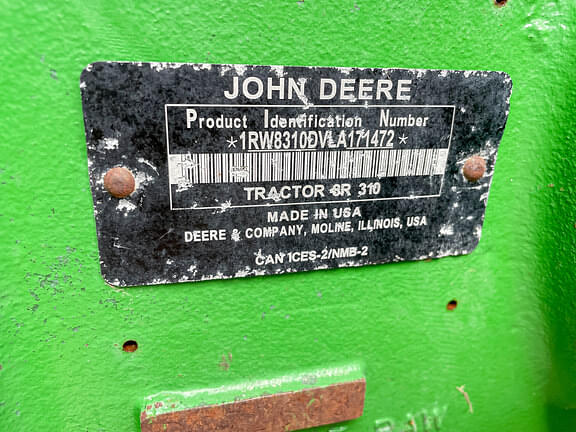 JOHN DEERE
Product Identification Number
*1RW8310DVLA171472*
TRACTOR 8R 310
MADE IN USA
DEERE & COMPANY, MOLINE, ILLINOIS, USA
CAN ICES-2/NMB-2